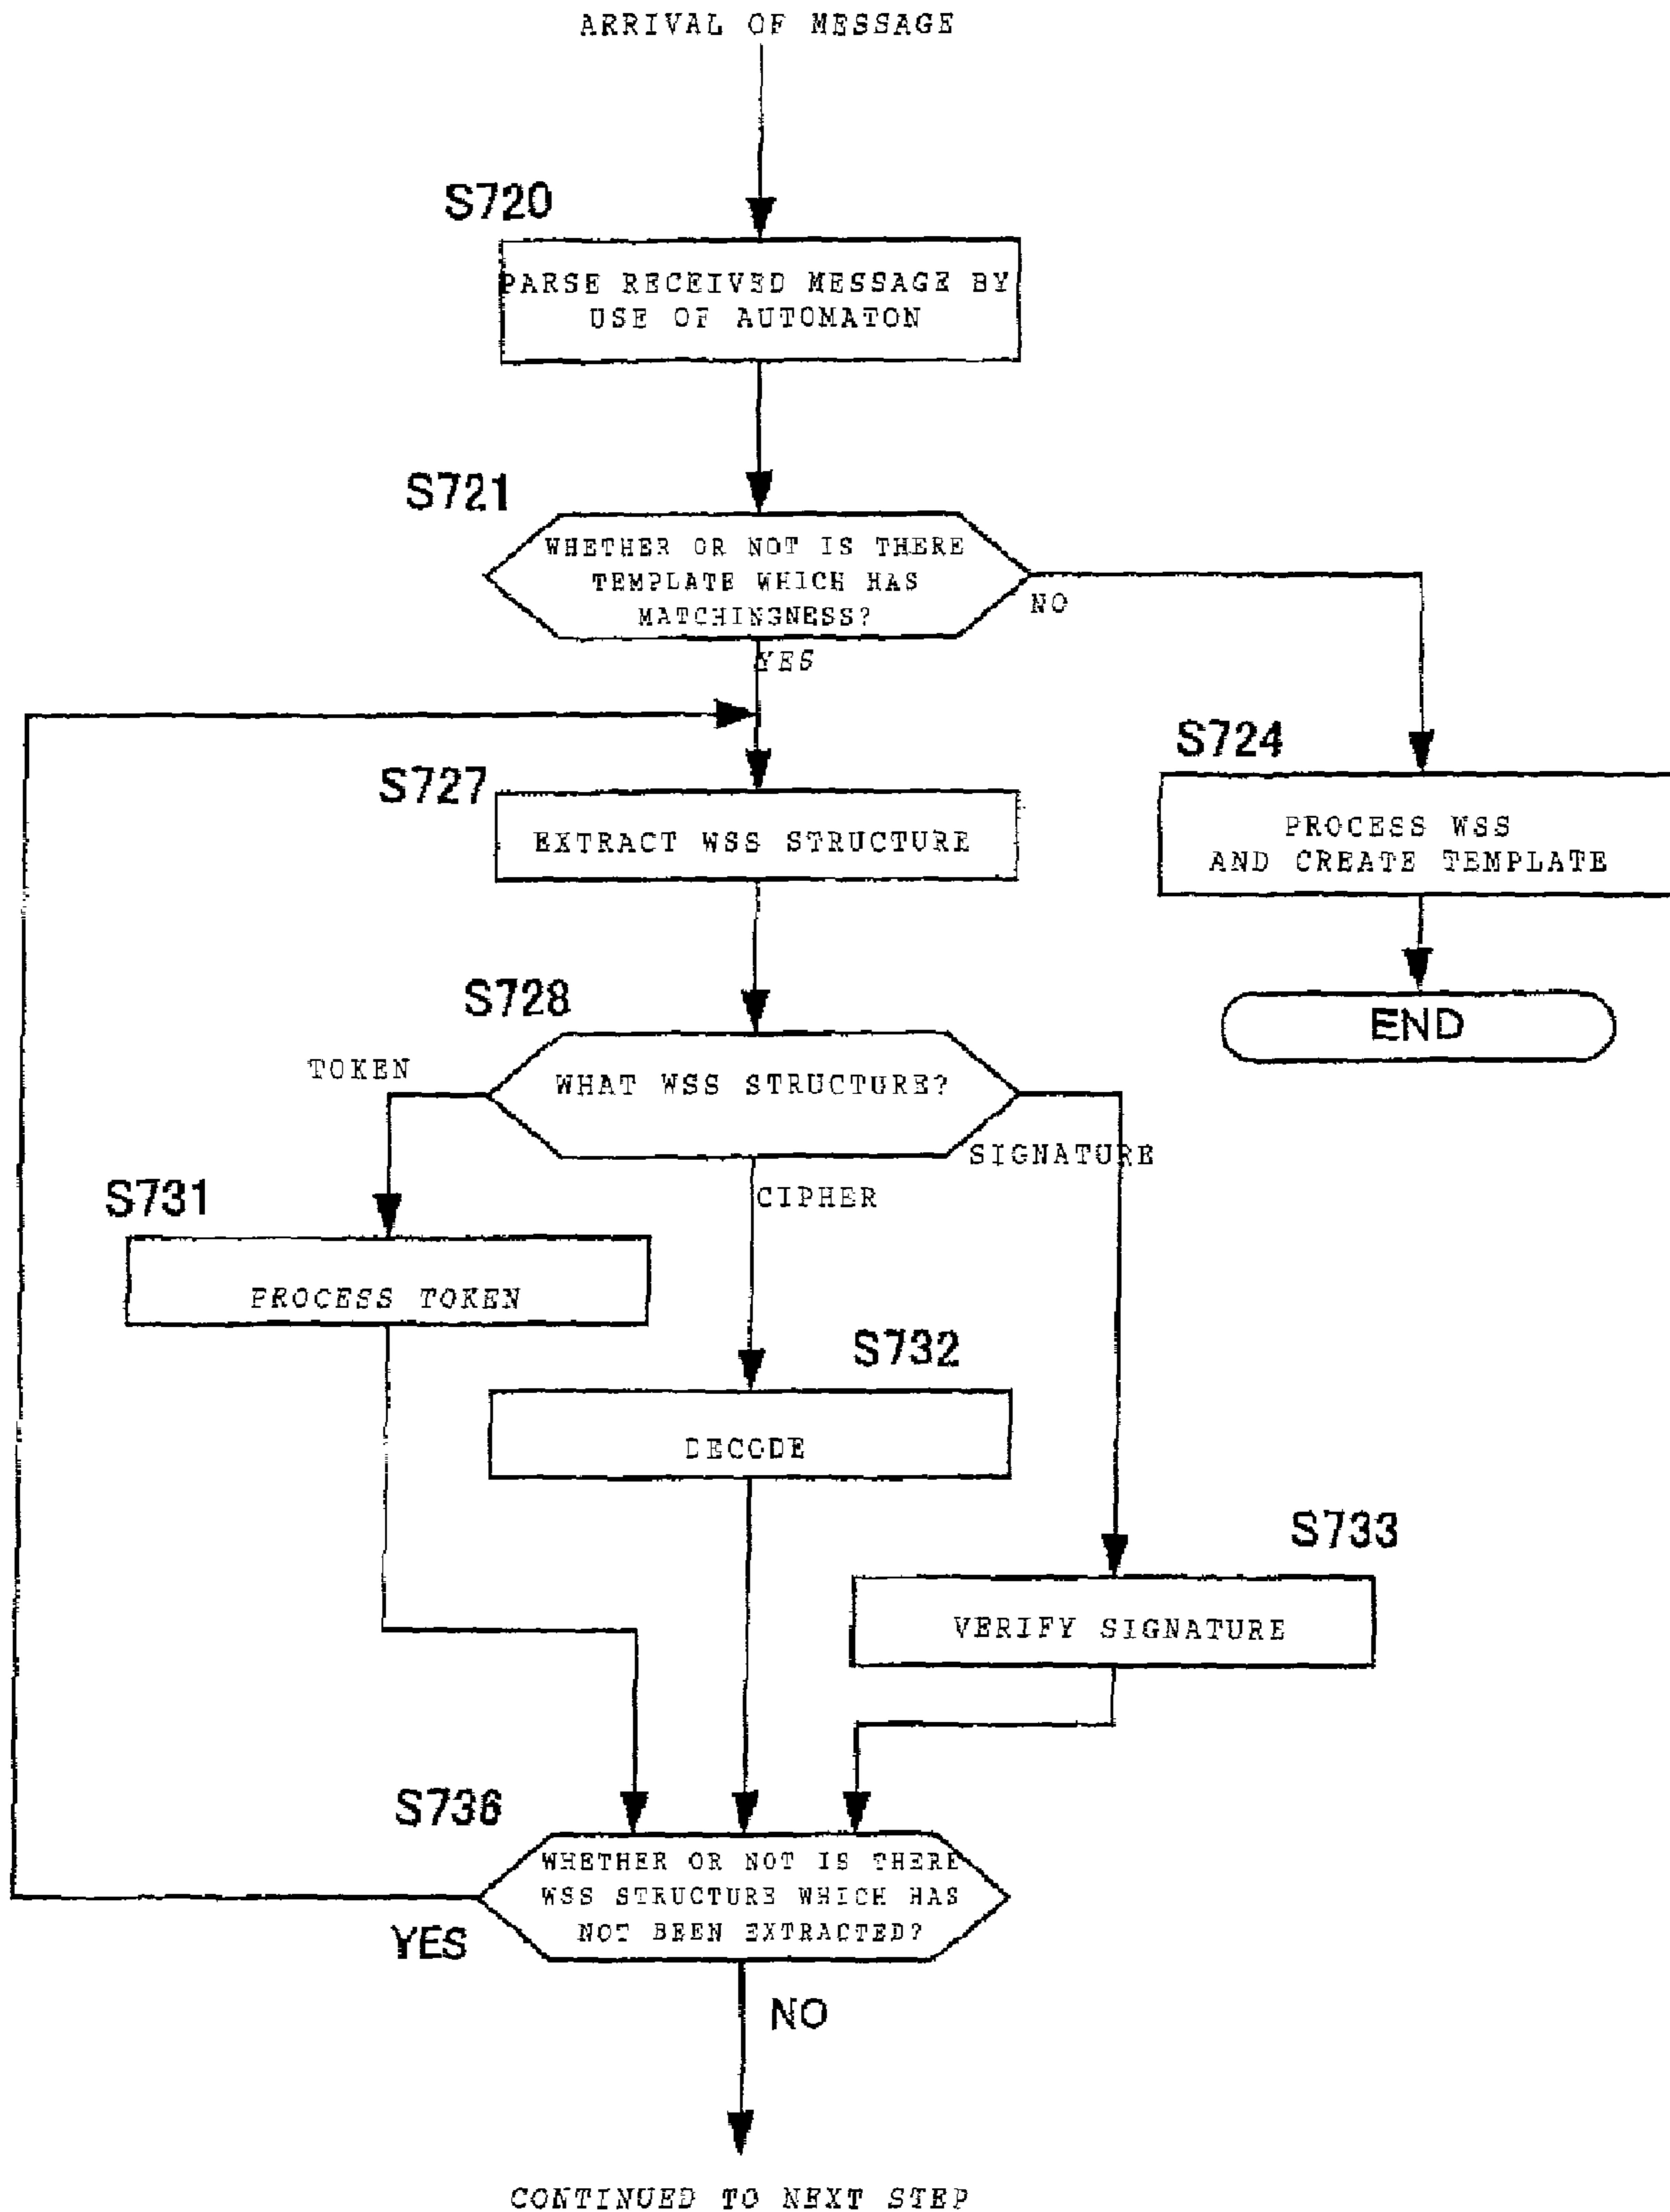 ARRIVAL OF MESSAGE
S720
PARSE RECEIVED MESSAGE BY
USE OF AUTOMATON
S721
WHETHER OR NOT IS THERE
TEMPLATE WHICH HAS
MATCHINGNESS?
NO
YES
S727
EXTRACT WSS STRUCTURE
S724
PROCESS WSS
AND CREATE TEMPLATE
END
S728
WHAT WSS STRUCTURE?
TOKEN
SIGNATURE
CIPHER
S731
PROCESS TOKEN
S732
DECODE
S733
VERIFY SIGNATURE
S736
WHETHER OR NOT IS THERE
WSS STRUCTURE WHICH HAS
NOT BEEN EXTRACTED?
YES
NO
CONTINUED TO NEXT STEP